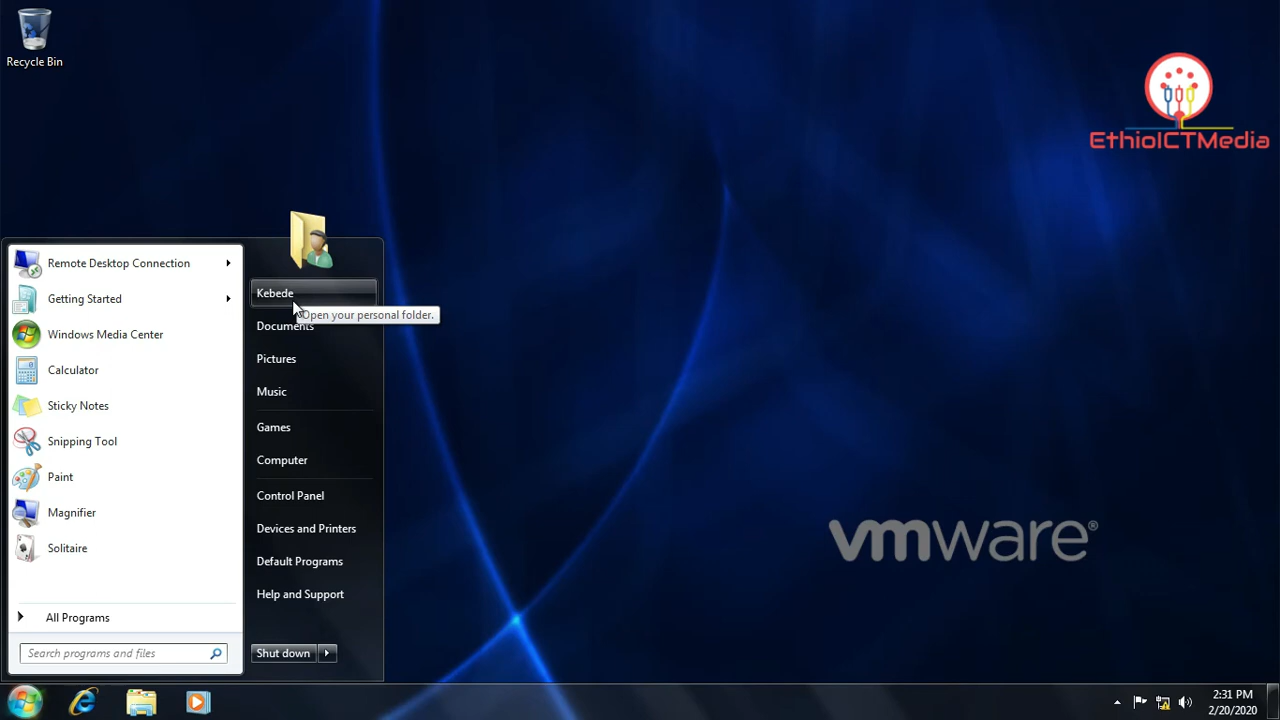 Recycle Bin
EthioICTMedia
Remote Desktop Connection
Getting Started
Windows Media Center
Calculator
Sticky Notes
Snipping Tool
Paint
Magnifier
Solitaire
All Programs
Search programs and files
Kebede
Open your personal folder.
Documents
Pictures
Music
Games
Computer
Control Panel
Devices and Printers
Default Programs
Help and Support
Shut down
vmware®
2:31 PM
2/20/2020